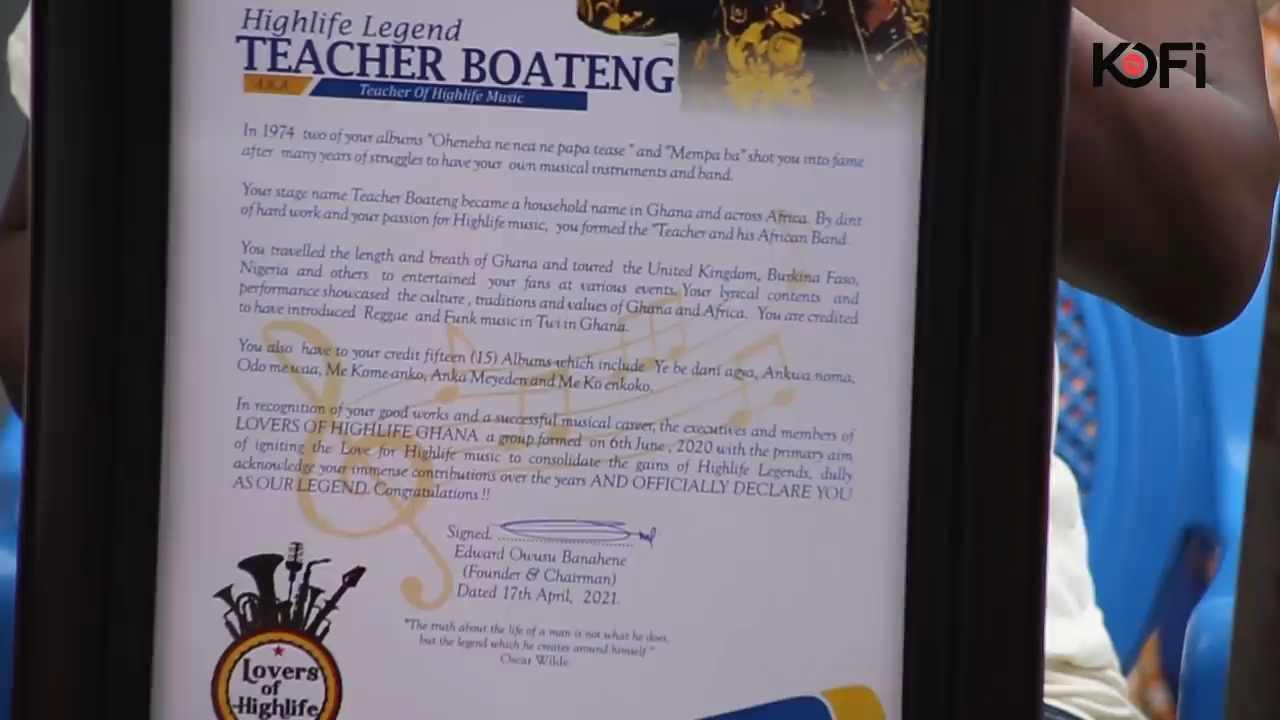 Highlife Legend
TEACHER BOATENG
A.K.A
Teacher Of Highlife Music
KOFi
TV
In 1974 two of your albums "Oheneba ne nea ne papa tease " and "Mempa ba" shot you into fame
after many years of struggles to have your own musical instruments and band.
Your stage name Teacher Boateng became a household name in Ghana and across Africa. By dint
of hard work and your passion for Highlife music, you formed the "Teacher and his African Band.
You travelled the length and breath of Ghana and toured the United Kingdom, Burkina Faso,
Nigeria and others to entertained your fans at various events. Your lyrical contents and
performance showcased the culture , traditions and values of Ghana and Africa. You are credited
to have introduced Reggae and Funk music in Twi in Ghana.
You also have to your credit fifteen (15) Albums which include Ye be dani agya, Ankwa noma,
Odo me waa, Me Kome-anko, Anka Meyeden and Me Ko enkoko.
In recognition of your good works and a successful musical career, the executives and members of
LOVERS OF HIGHLIFE GHANA a group formed on 6th June , 2020 with the primary aim
of igniting the Love for Highlife music to consolidate the gains of Highlife Legends, dully
acknowledge your immense contributions over the years AND OFFICIALLY DECLARE YOU
AS OUR LEGEND. Congratulations !!
Signed.
Edward Owusu Banahene
(Founder & Chairman)
Dated 17th April, 2021.
"The truth about the life of a man is not what he does,
but the legend which he creates around himself "
Oscar Wilde
Lovers
of
Highlife